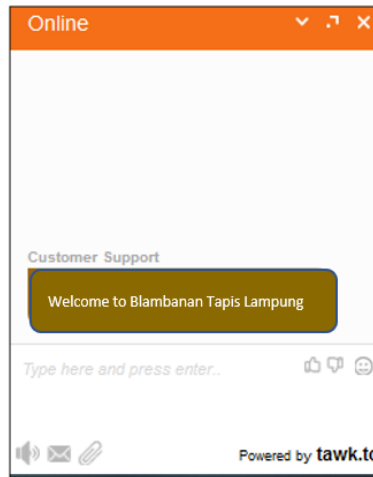 Online
Customer Support
Welcome to Blambanan Tapis Lampung
Type here and press enter..
Powered by tawk.to